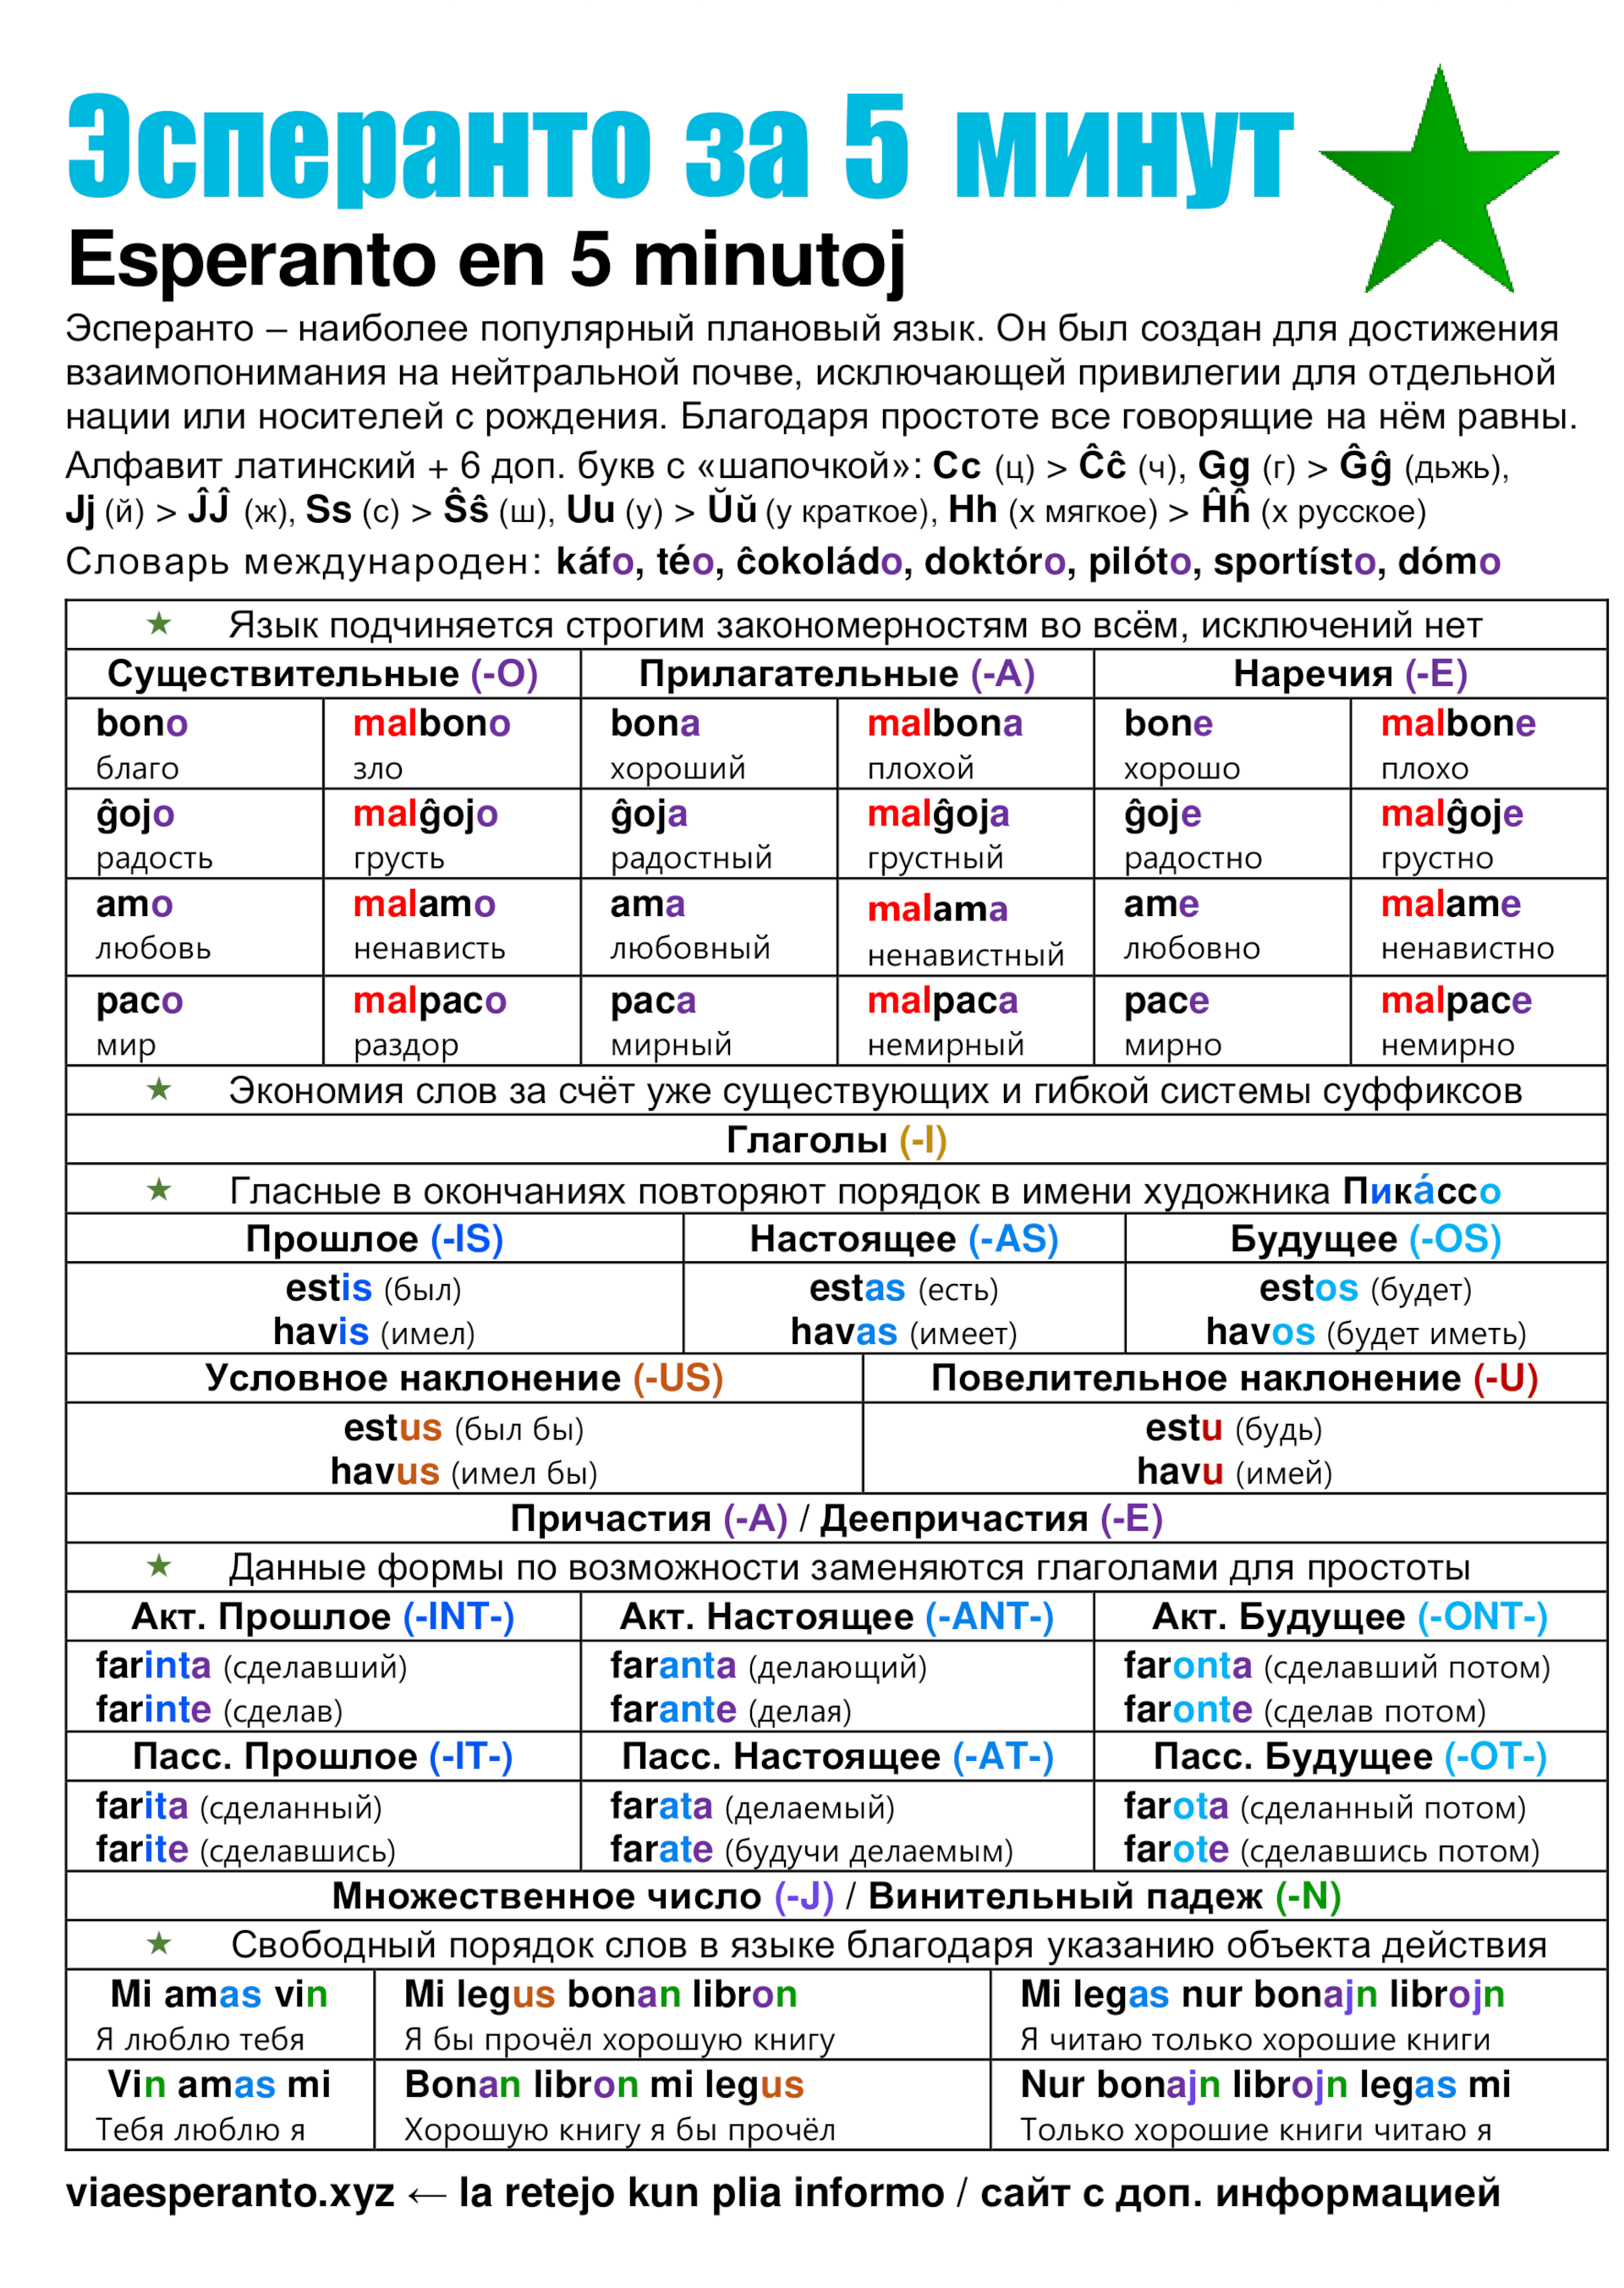 Эсперанто за 5 минут
Esperanto en 5 minutoj
Эсперанто – наиболее популярный плановый язык. Он был создан для достижения
взаимопонимания на нейтральной почве, исключающей привилегии для отдельной
нации или носителей с рождения. Благодаря простоте все говорящие на нём равны.
Алфавит латинский + 6 доп. букв с «шапочкой»: Cc (ц) > Ĉĉ (ч), Gg (г) > Ĝĝ (дьжь),
Jj (й) > ĴĴ (ж), Ss (с) > Ŝŝ (ш), Uu (у) > Ŭŭ (у краткое), Hh (х мягкое) > Ĥĥ (х русское)
Словарь международен: káfo, téo, ĉokoládo, doktóro, pilóto, sportísto, dómo
★ Язык подчиняется строгим закономерностям во всём, исключений нет
Существительные (-O) Прилагательные (-A) Наречия (-E)
bono malbono bona malbona bone malbone
благо зло хороший плохой хорошо плохо
ĝojo malĝojo ĝoja malĝoja ĝoje malĝoje
радость грусть радостный грустный радостно грустно
amo malamo ama malama ame malame
любовь ненависть любовный ненавистный любовно ненавистно
paco malpaco paca malpaca pace malpace
мир раздор мирный немирный мирно немирно
★ Экономия слов за счёт уже существующих и гибкой системы суффиксов
Глаголы (-I)
★ Гласные в окончаниях повторяют порядок в имени художника Пика́ссо
Прошлое (-IS) Настоящее (-AS) Будущее (-OS)
estis (был) estas (есть) estos (будет)
havis (имел) havas (имеет) havos (будет иметь)
Условное наклонение (-US) Повелительное наклонение (-U)
estus (был бы) estu (будь)
havus (имел бы) havu (имей)
Причастия (-A) / Деепричастия (-E)
★ Данные формы по возможности заменяются глаголами для простоты
Акт. Прошлое (-INT-) Акт. Настоящее (-ANT-) Акт. Будущее (-ONT-)
farinta (сделавший) faranta (делающий) faronta (сделавший потом)
farinte (сделав) farante (делая) faronte (сделав потом)
Пасс. Прошлое (-IT-) Пасс. Настоящее (-AT-) Пасс. Будущее (-OT-)
farita (сделанный) farata (делаемый) farota (сделанный потом)
farite (сделавшись) farate (будучи делаемым) farote (сделавшись потом)
Множественное число (-J) / Винительный падеж (-N)
★ Свободный порядок слов в языке благодаря указанию объекта действия
Mi amas vin Mi legus bonan libron Mi legas nur bonajn librojn
Я люблю тебя Я бы прочёл хорошую книгу Я читаю только хорошие книги
Vin amas mi Bonan libron mi legus Nur bonajn librojn legas mi
Тебя люблю я Хорошую книгу я бы прочёл Только хорошие книги читаю я
viaesperanto.xyz ← la retejo kun plia informo / сайт с доп. информацией